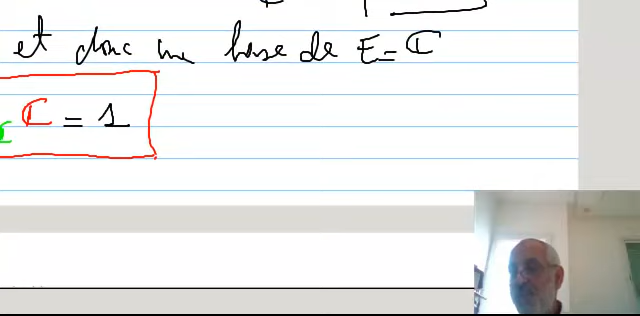 et donc une base de E=ℂ
ℂ ℂ = 1